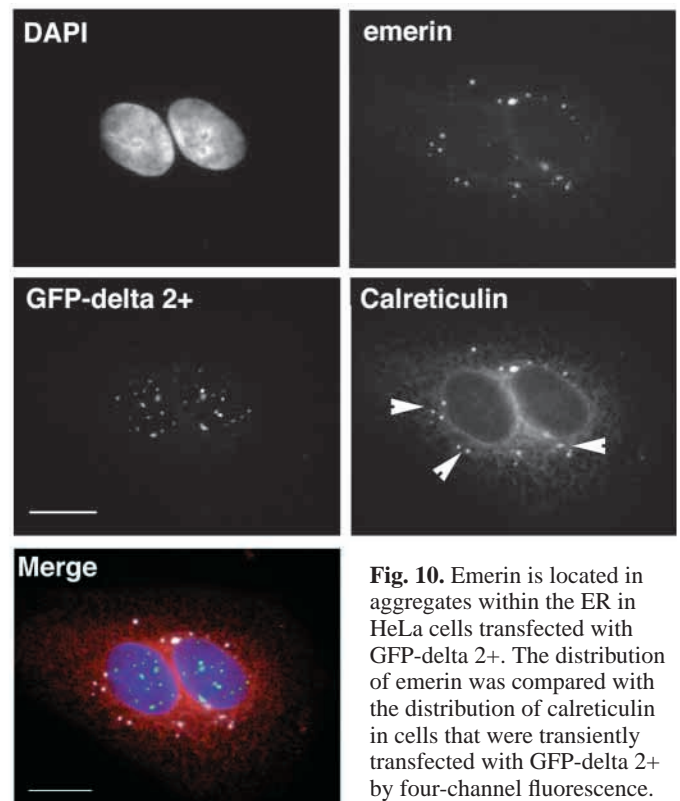 DAPI
emerin
GFP-delta 2+
Calreticulin
Merge
Fig. 10. Emerin is located in
aggregates within the ER in
HeLa cells transfected with
GFP-delta 2+. The distribution
of emerin was compared with
the distribution of calreticulin
in cells that were transiently
transfected with GFP-delta 2+
by four-channel fluorescence.